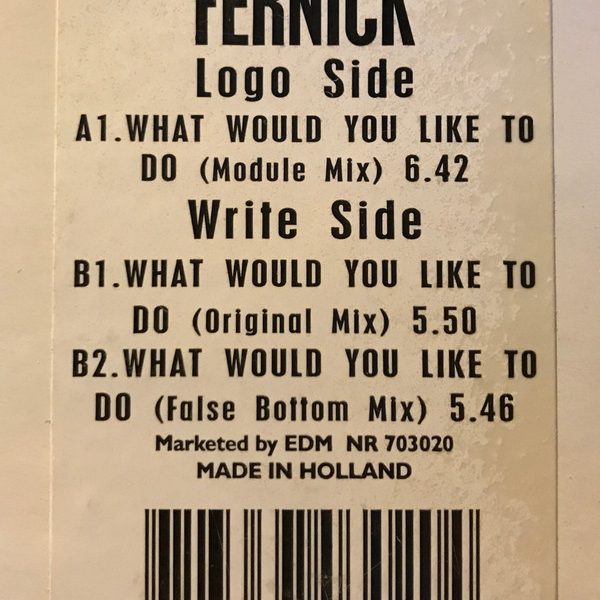 FERNICK
Logo Side
A1.WHAT WOULD YOU LIKE TO
DO (Module Mix) 6.42
Write Side
B1.WHAT WOULD YOU LIKE TO
DO (Original Mix) 5.50
B2.WHAT WOULD YOU LIKE TO
DO (False Bottom Mix) 5.46
Marketed by EDM NR 703020
MADE IN HOLLAND